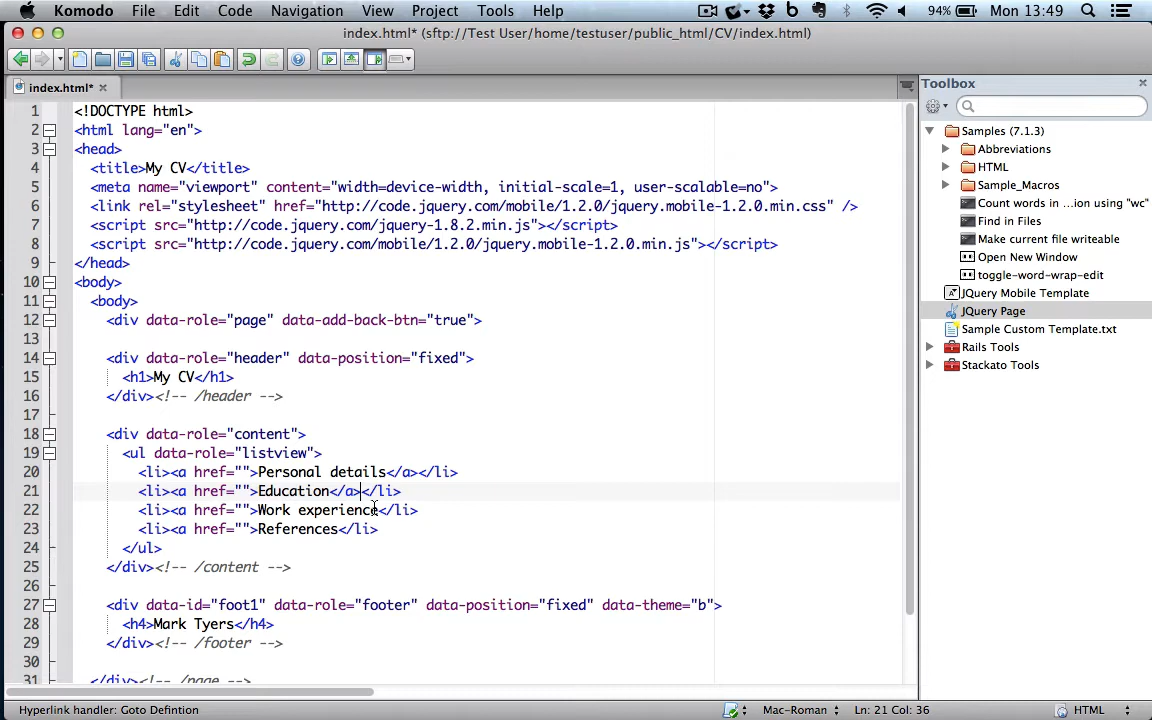 Komodo File Edit Code Navigation View Project Tools Help 94% Mon 13:49
index.html* (sftp://Test User/home/testuser/public_html/CV/index.html)
index.html*
1 <!DOCTYPE html>
2 <html lang="en">
3 <head>
4 <title>My CV</title>
5 <meta name="viewport" content="width=device-width, initial-scale=1, user-scalable=no">
6 <link rel="stylesheet" href="http://code.jquery.com/mobile/1.2.0/jquery.mobile-1.2.0.min.css" />
7 <script src="http://code.jquery.com/jquery-1.8.2.min.js"></script>
8 <script src="http://code.jquery.com/mobile/1.2.0/jquery.mobile-1.2.0.min.js"></script>
9 </head>
10 <body>
11 <body>
12 <div data-role="page" data-add-back-btn="true">
13
14 <div data-role="header" data-position="fixed">
15 <h1>My CV</h1>
16 </div><!-- /header -->
17
18 <div data-role="content">
19 <ul data-role="listview">
20 <li><a href="">Personal details</a></li>
21 <li><a href="">Education</a></li>
22 <li><a href="">Work experience</li>
23 <li><a href="">References</li>
24 </ul>
25 </div><!-- /content -->
26
27 <div data-id="foot1" data-role="footer" data-position="fixed" data-theme="b">
28 <h4>Mark Tyers</h4>
29 </div><!-- /footer -->
30
31 </div><!-- /page -->
Toolbox
Samples (7.1.3)
Abbreviations
HTML
Sample_Macros
Count words in ...ion using "wc"
Find in Files
Make current file writeable
Open New Window
toggle-word-wrap-edit
JQuery Mobile Template
JQuery Page
Sample Custom Template.txt
Rails Tools
Stackato Tools
Hyperlink handler: Goto Defintion Mac-Roman Ln: 21 Col: 36 HTML